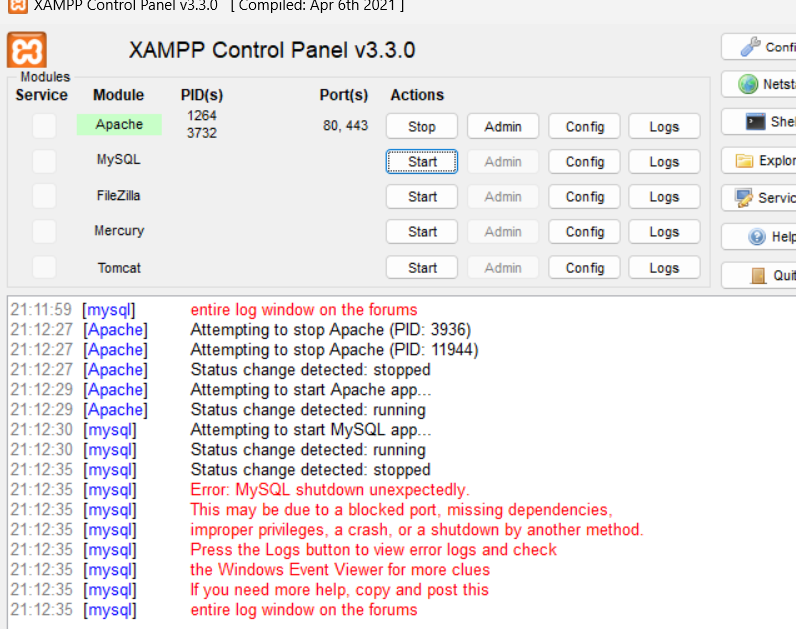 XAMPP Control Panel v3.3.0 [ Compiled: Apr 6th 2021 ]
XAMPP Control Panel v3.3.0
Modules
Service Module PID(s) Port(s) Actions
Apache 1264 3732 80, 443 Stop Admin Config Logs
MySQL Start Admin Config Logs
FileZilla Start Admin Config Logs
Mercury Start Admin Config Logs
Tomcat Start Admin Config Logs
Confi
Netst
Shel
Explor
Servic
Help
Quit
21:11:59 [mysql] entire log window on the forums
21:12:27 [Apache] Attempting to stop Apache (PID: 3936)
21:12:27 [Apache] Attempting to stop Apache (PID: 11944)
21:12:27 [Apache] Status change detected: stopped
21:12:29 [Apache] Attempting to start Apache app...
21:12:29 [Apache] Status change detected: running
21:12:30 [mysql] Attempting to start MySQL app...
21:12:30 [mysql] Status change detected: running
21:12:35 [mysql] Status change detected: stopped
21:12:35 [mysql] Error: MySQL shutdown unexpectedly.
21:12:35 [mysql] This may be due to a blocked port, missing dependencies,
21:12:35 [mysql] improper privileges, a crash, or a shutdown by another method.
21:12:35 [mysql] Press the Logs button to view error logs and check
21:12:35 [mysql] the Windows Event Viewer for more clues
21:12:35 [mysql] If you need more help, copy and post this
21:12:35 [mysql] entire log window on the forums